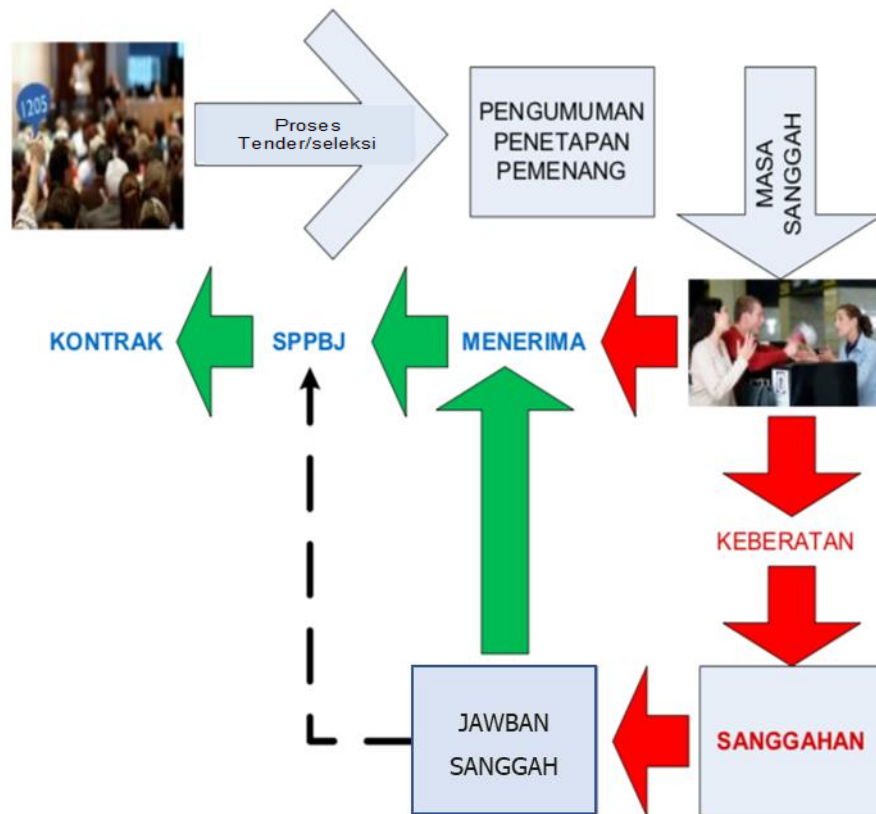 1205
Proses
Tender/seleksi
PENGUMUMAN
PENETAPAN
PEMENANG
MASA
SANGGAH
KONTRAK
SPPBJ
MENERIMA
KEBERATAN
JAWBAN
SANGGAH
SANGGAHAN